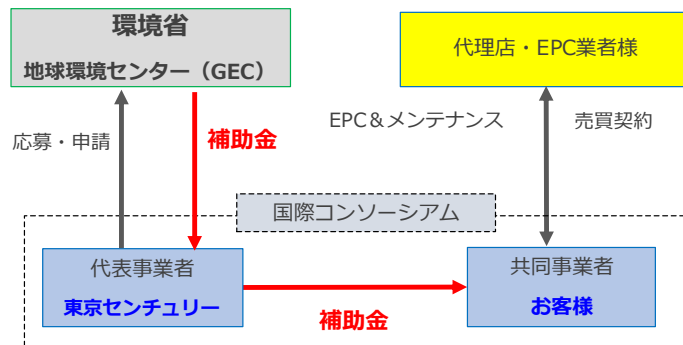 環境省
地球環境センター（GEC）
代理店・EPC業者様
応募・申請
補助金
EPC＆メンテナンス
売買契約
国際コンソーシアム
代表事業者
東京センチュリー
補助金
共同事業者
お客様